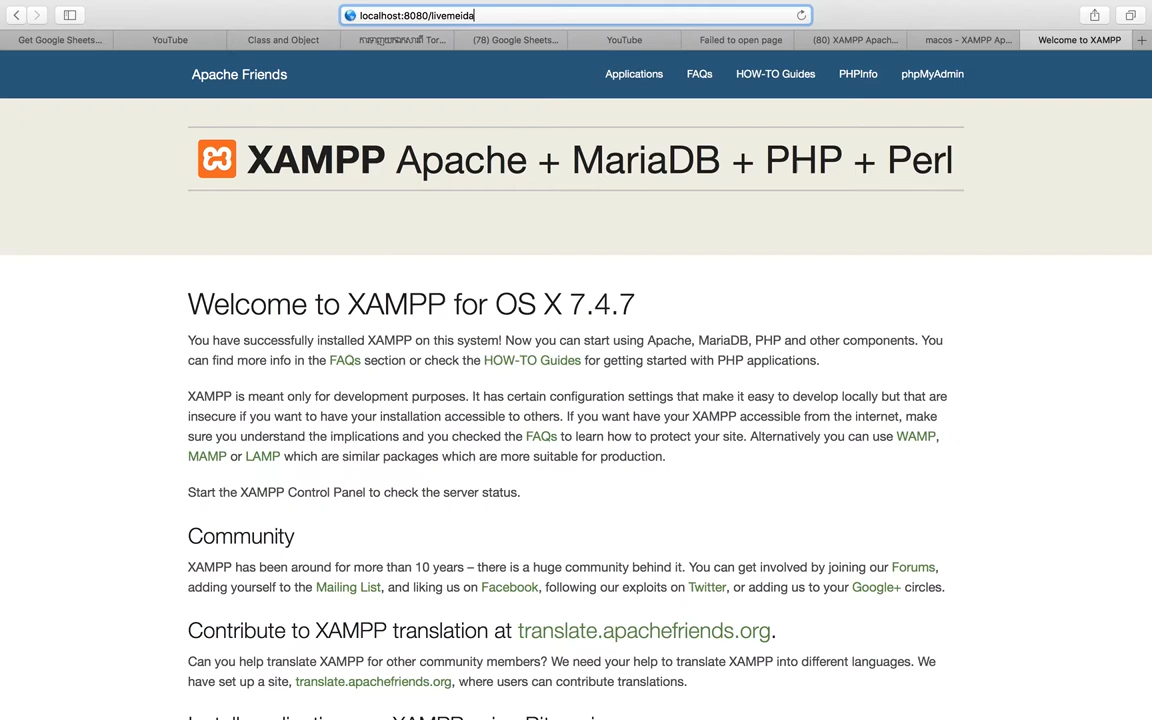 localhost:8080/livemeida
Get Google Sheets...
YouTube
Class and Object
ការទាញយកឯកសារពី Tor...
(78) Google Sheets...
YouTube
Failed to open page
(80) XAMPP Apach...
macos - XAMPP Ap...
Welcome to XAMPP
Apache Friends
Applications
FAQs
HOW-TO Guides
PHPInfo
phpMyAdmin
XAMPP Apache + MariaDB + PHP + Perl
Welcome to XAMPP for OS X 7.4.7
You have successfully installed XAMPP on this system! Now you can start using Apache, MariaDB, PHP and other components. You
can find more info in the FAQs section or check the HOW-TO Guides for getting started with PHP applications.
XAMPP is meant only for development purposes. It has certain configuration settings that make it easy to develop locally but that are
insecure if you want to have your installation accessible to others. If you want have your XAMPP accessible from the internet, make
sure you understand the implications and you checked the FAQs to learn how to protect your site. Alternatively you can use WAMP,
MAMP or LAMP which are similar packages which are more suitable for production.
Start the XAMPP Control Panel to check the server status.
Community
XAMPP has been around for more than 10 years – there is a huge community behind it. You can get involved by joining our Forums,
adding yourself to the Mailing List, and liking us on Facebook, following our exploits on Twitter, or adding us to your Google+ circles.
Contribute to XAMPP translation at translate.apachefriends.org.
Can you help translate XAMPP for other community members? We need your help to translate XAMPP into different languages. We
have set up a site, translate.apachefriends.org, where users can contribute translations.